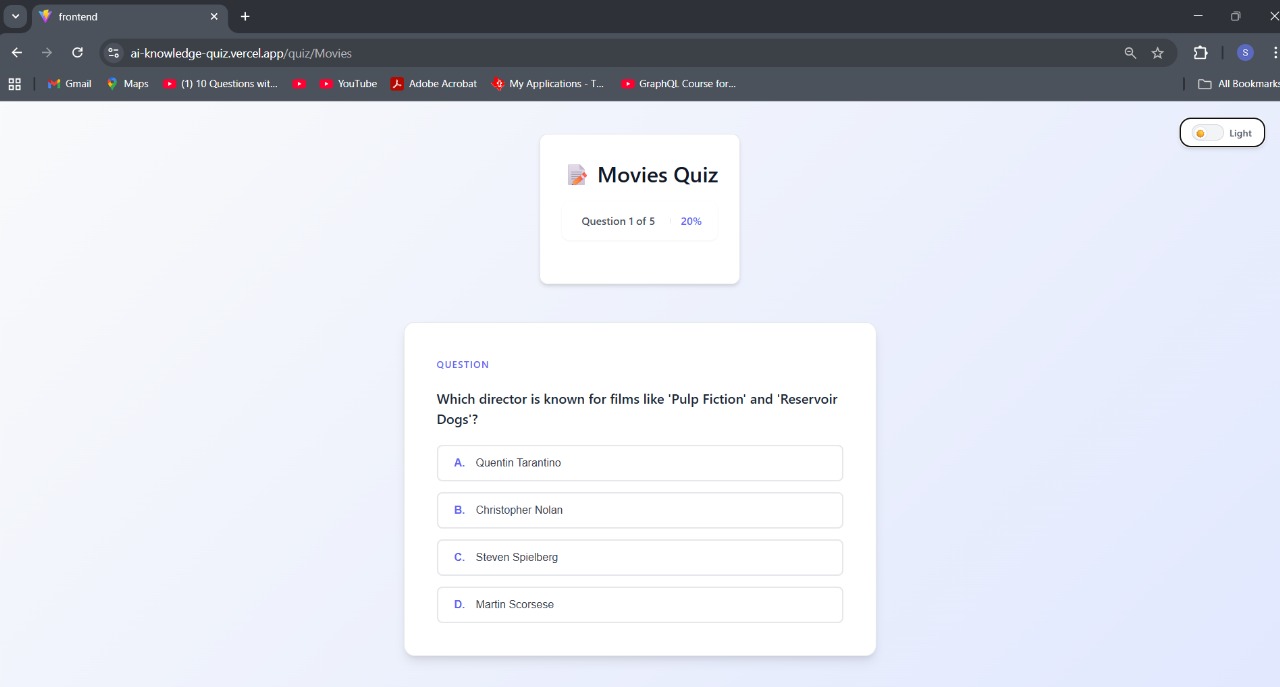 frontend
ai-knowledge-quiz.vercel.app/quiz/Movies
S
Gmail
Maps
(1) 10 Questions wit...
YouTube
Adobe Acrobat
My Applications - T...
GraphQL Course for...
All Bookmarks
Light
Movies Quiz
Question 1 of 5
20%
QUESTION
Which director is known for films like 'Pulp Fiction' and 'Reservoir
Dogs'?
A. Quentin Tarantino
B. Christopher Nolan
C. Steven Spielberg
D. Martin Scorsese